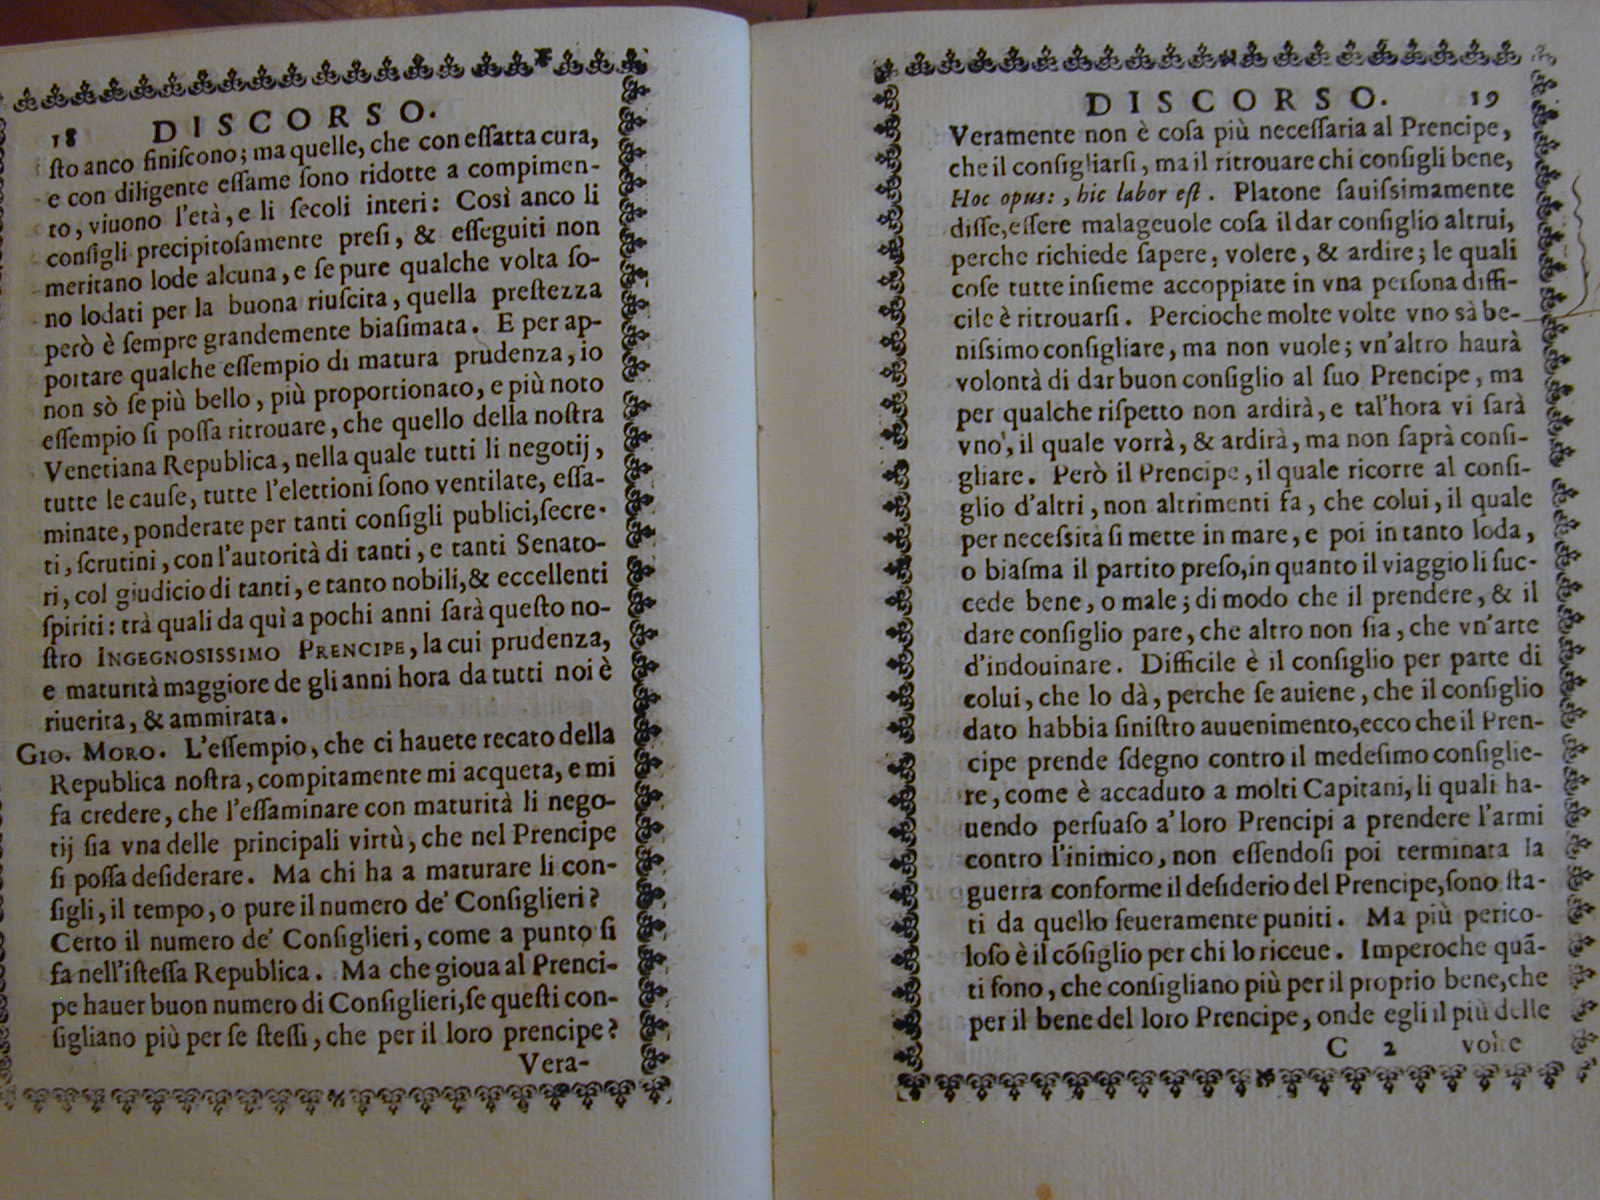 18 DISCORSO.
ſto anco finiſcono; ma quelle, che con eſſatta cura,
e con diligente eſſame ſono ridotte a compimen-
to, viuono l'età, e li ſecoli interi: Così anco li
conſigli precipitoſamente preſi, & eſſeguiti non
meritano lode alcuna, e ſe pure qualche volta ſo-
no lodati per la buona riuſcita, quella preſtezza
però è ſempre grandemente biaſimata. E per ap-
portare qualche eſſempio di matura prudenza, io
non sò ſe più bello, più proportionato, e più noto
eſſempio ſi poſſa ritrouare, che quello della noſtra
Venetiana Republica, nella quale tutti li negotij,
tutte le cauſe, tutte l'elettioni ſono ventilate, eſſa-
minate, ponderate per tanti conſigli publici, ſecre-
ti, ſcrutini, con l'autorità di tanti, e tanti Senato-
ri, col giudicio di tanti, e tanto nobili, & eccellenti
ſpiriti: trà quali da quì a pochi anni ſarà queſto no-
ſtro INGEGNOSISSIMO PRENCIPE, la cui prudenza,
e maturità maggiore de gli anni hora da tutti noi è
riuerita, & ammirata.
GIO. MORO. L'eſſempio, che ci hauete recato della
Republica noſtra, compitamente mi acqueta, e mi
fa credere, che l'eſſaminare con maturità li nego-
tij ſia vna delle principali virtù, che nel Prencipe
ſi poſſa deſiderare. Ma chi ha a maturare li con-
ſigli, il tempo, o pure il numero de' Conſiglieri?
Certo il numero de' Conſiglieri, come a punto ſi
fa nell'iſteſſa Republica. Ma che gioua al Prenci-
pe hauer buon numero di Conſiglieri, ſe queſti con-
ſigliano più per ſe ſteſſi, che per il loro prencipe?
Vera-
DISCORSO. 19
Veramente non è coſa più neceſſaria al Prencipe,
che il conſigliarſi, ma il ritrouare chi conſigli bene,
Hoc opus:, hic labor eſt. Platone ſauiſsimamente
diſſe, eſſere malageuole coſa il dar conſiglio altrui,
perche richiede ſapere, volere, & ardire; le quali
coſe tutte inſieme accoppiate in vna perſona diffi-
cile è ritrouarſi. Percioche molte volte vno sà be-
niſsimo conſigliare, ma non vuole; vn'altro haurà
volontà di dar buon conſiglio al ſuo Prencipe, ma
per qualche riſpetto non ardirà, e tal'hora vi ſarà
vno', il quale vorrà, & ardirà, ma non ſaprà conſi-
gliare. Però il Prencipe, il quale ricorre al conſi-
glio d'altri, non altrimenti fa, che colui, il quale
per neceſsità ſi mette in mare, e poi in tanto loda,
o biaſma il partito preſo, in quanto il viaggio li ſuc-
cede bene, o male; di modo che il prendere, & il
dare conſiglio pare, che altro non ſia, che vn'arte
d'indouinare. Difficile è il conſiglio per parte di
colui, che lo dà, perche ſe auiene, che il conſiglio
dato habbia ſiniſtro auuenimento, ecco che il Pren-
cipe prende ſdegno contro il medeſimo conſiglie-
re, come è accaduto a molti Capitani, li quali ha-
uendo perſuaſo a' loro Prencipi a prendere l'armi
contro l'inimico, non eſſendoſi poi terminata la
guerra conforme il deſiderio del Prencipe, ſono ſta-
ti da quello ſeueramente puniti. Ma più perico-
loſo è il cõſiglio per chi lo riceue. Imperoche quã-
ti ſono, che conſigliano più per il proprio bene, che
per il bene del loro Prencipe, onde egli il più delle
C 2 volte